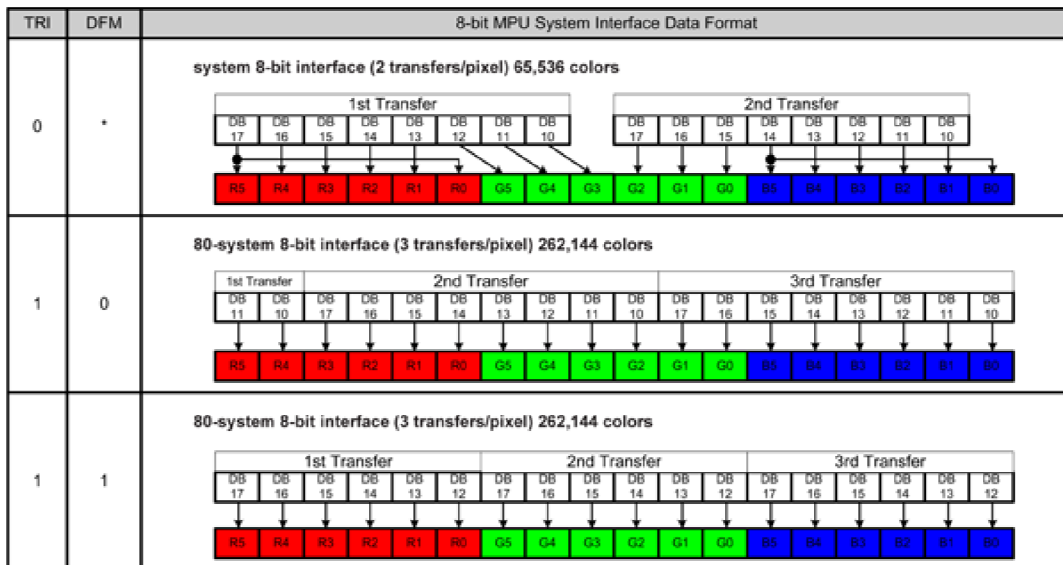 TRI DFM 8-bit MPU System Interface Data Format
0 *
system 8-bit interface (2 transfers/pixel) 65,536 colors
1st Transfer 2nd Transfer
DB DB DB DB DB DB DB DB DB DB DB DB DB DB DB DB
17 16 15 14 13 12 11 10 17 16 15 14 13 12 11 10
R5 R4 R3 R2 R1 R0 G5 G4 G3 G2 G1 G0 B5 B4 B3 B2 B1 B0
1 0
80-system 8-bit interface (3 transfers/pixel) 262,144 colors
1st Transfer 2nd Transfer 3rd Transfer
DB DB DB DB DB DB DB DB DB DB DB DB DB DB DB DB DB DB
11 10 17 16 15 14 13 12 11 10 17 16 15 14 13 12 11 10
R5 R4 R3 R2 R1 R0 G5 G4 G3 G2 G1 G0 B5 B4 B3 B2 B1 B0
1 1
80-system 8-bit interface (3 transfers/pixel) 262,144 colors
1st Transfer 2nd Transfer 3rd Transfer
DB DB DB DB DB DB DB DB DB DB DB DB DB DB DB DB DB DB
17 16 15 14 13 12 17 16 15 14 13 12 17 16 15 14 13 12
R5 R4 R3 R2 R1 R0 G5 G4 G3 G2 G1 G0 B5 B4 B3 B2 B1 B0